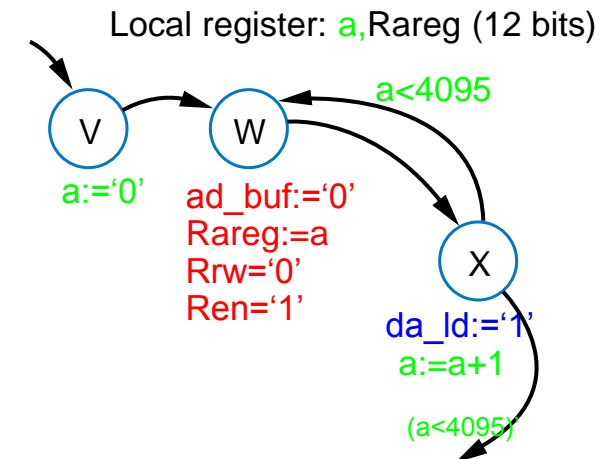 Local register: a,Rareg (12 bits)
a<4095
V
W
a:=‘0’
ad_buf:=‘0’
Rareg:=a
Rrw=‘0’
Ren=‘1’
X
da_ld:=‘1’
a:=a+1
(a<4095)